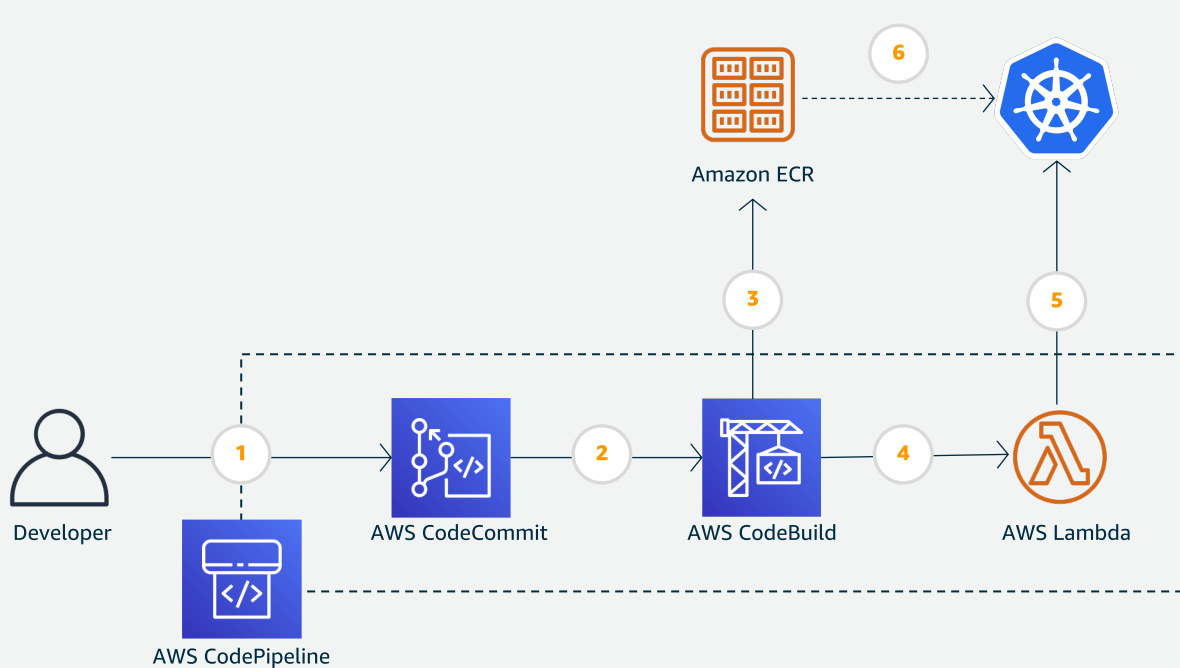 6
Amazon ECR
3
5
1
2
4
Developer
AWS CodeCommit
AWS CodeBuild
AWS Lambda
AWS CodePipeline